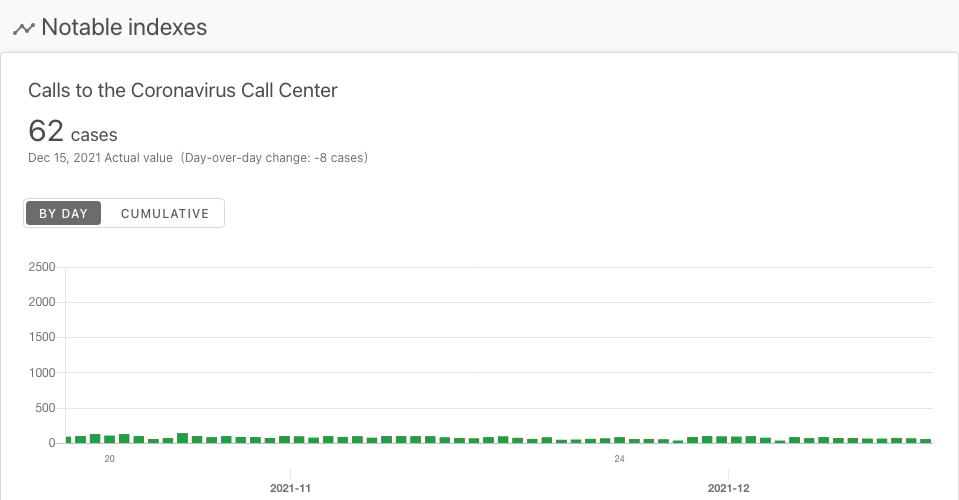 Notable indexes
Calls to the Coronavirus Call Center
62 cases
Dec 15, 2021 Actual value (Day-over-day change: -8 cases)
BY DAY CUMULATIVE
2500
2000
1500
1000
500
0
20 24
2021-11 2021-12